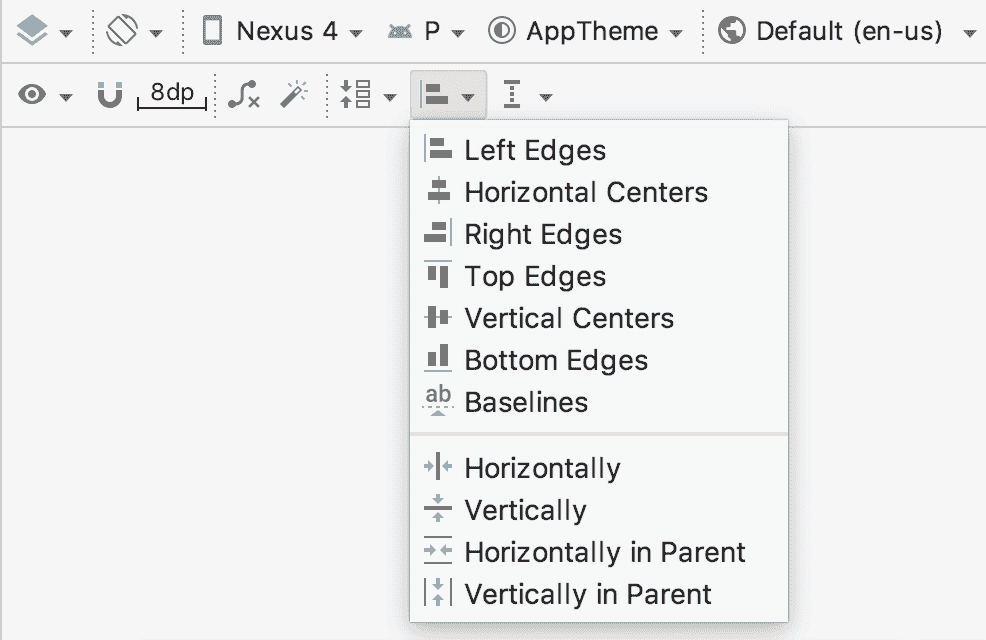 Nexus 4 P AppTheme Default (en-us)
8dp
Left Edges
Horizontal Centers
Right Edges
Top Edges
Vertical Centers
Bottom Edges
ab Baselines
Horizontally
Vertically
Horizontally in Parent
Vertically in Parent